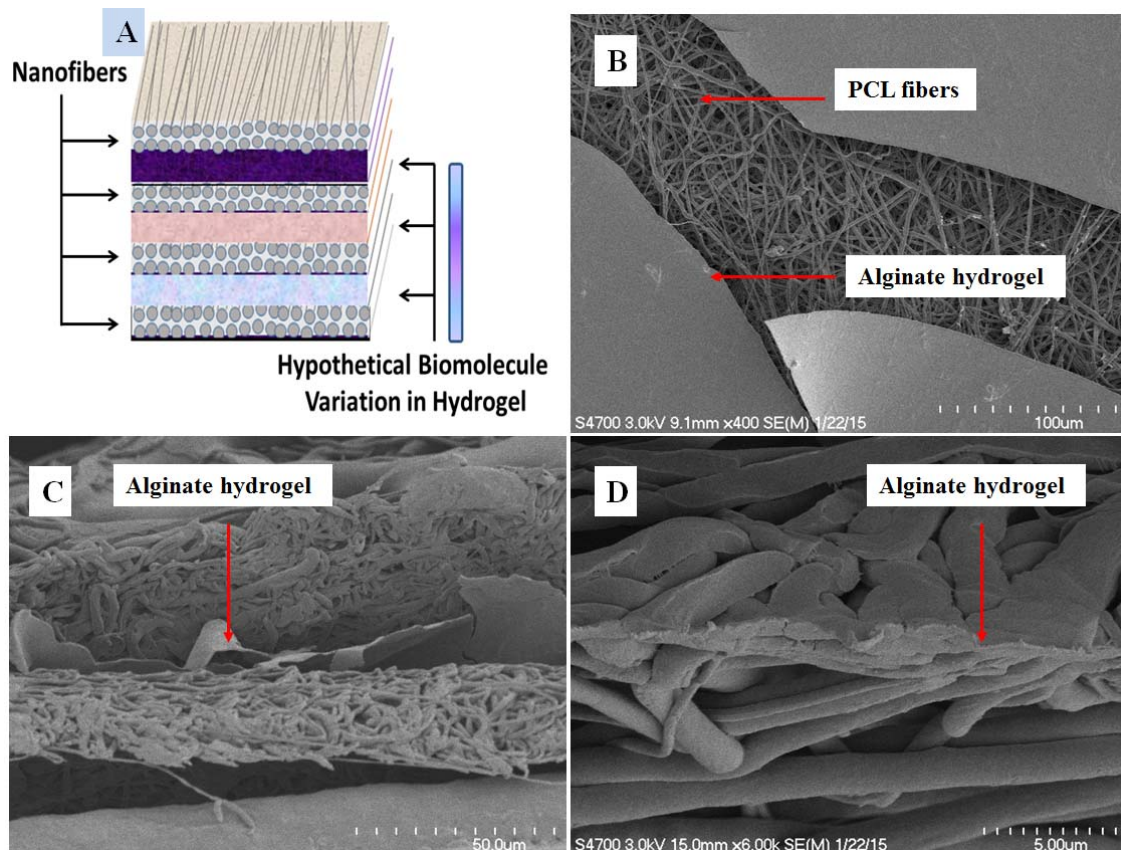 A
Nanofibers
Hypothetical Biomolecule
Variation in Hydrogel
B
PCL fibers
Alginate hydrogel
S4700 3.0kV 9.1mm x400 SE(M) 1/22/15
100um
C
Alginate hydrogel
50.0um
D
Alginate hydrogel
S4700 3.0kV 15.0mm x6.00k SE(M) 1/22/15
5.00um